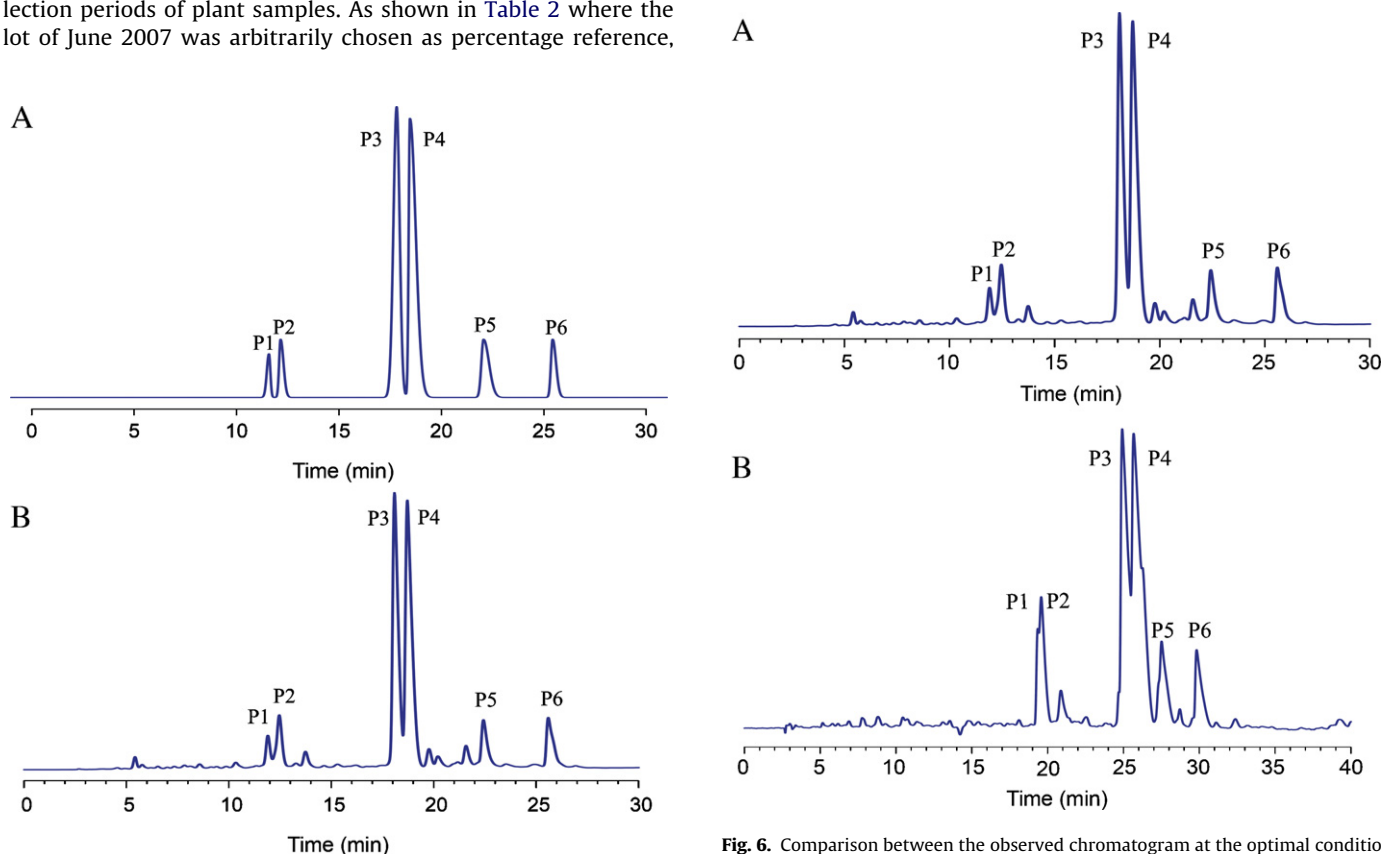 lection periods of plant samples. As shown in Table 2 where the
lot of June 2007 was arbitrarily chosen as percentage reference,
A
P3 P4
P1 P2 P5 P6
0 5 10 15 20 25 30
Time (min)
B
P3 P4
P1 P2 P5 P6
0 5 10 15 20 25 30
Time (min)
A
P3 P4
P1 P2 P5 P6
0 5 10 15 20 25 30
Time (min)
B
P3 P4
P1 P2 P5 P6
0 5 10 15 20 25 30 35 40
Time (min)
Fig. 6. Comparison between the observed chromatogram at the optimal conditio